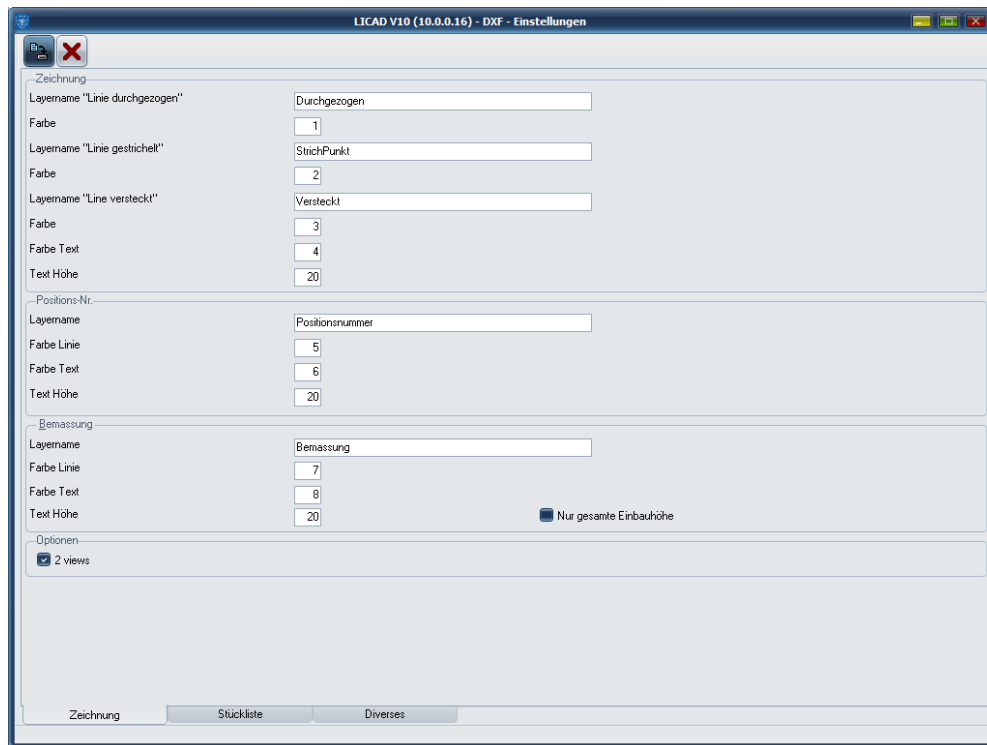 LICAD V10 (10.0.0.16) - DXF - Einstellungen
Zeichnung
Layername "Linie durchgezogen" Durchgezogen
Farbe 1
Layername "Linie gestrichelt" StrichPunkt
Farbe 2
Layername "Line versteckt" Versteckt
Farbe 3
Farbe Text 4
Text Höhe 20
Positions-Nr.
Layername Positionsnummer
Farbe Linie 5
Farbe Text 6
Text Höhe 20
Bemassung
Layername Bemassung
Farbe Linie 7
Farbe Text 8
Text Höhe 20 Nur gesamte Einbauhöhe
Optionen
2 views
Zeichnung Stückliste Diverses